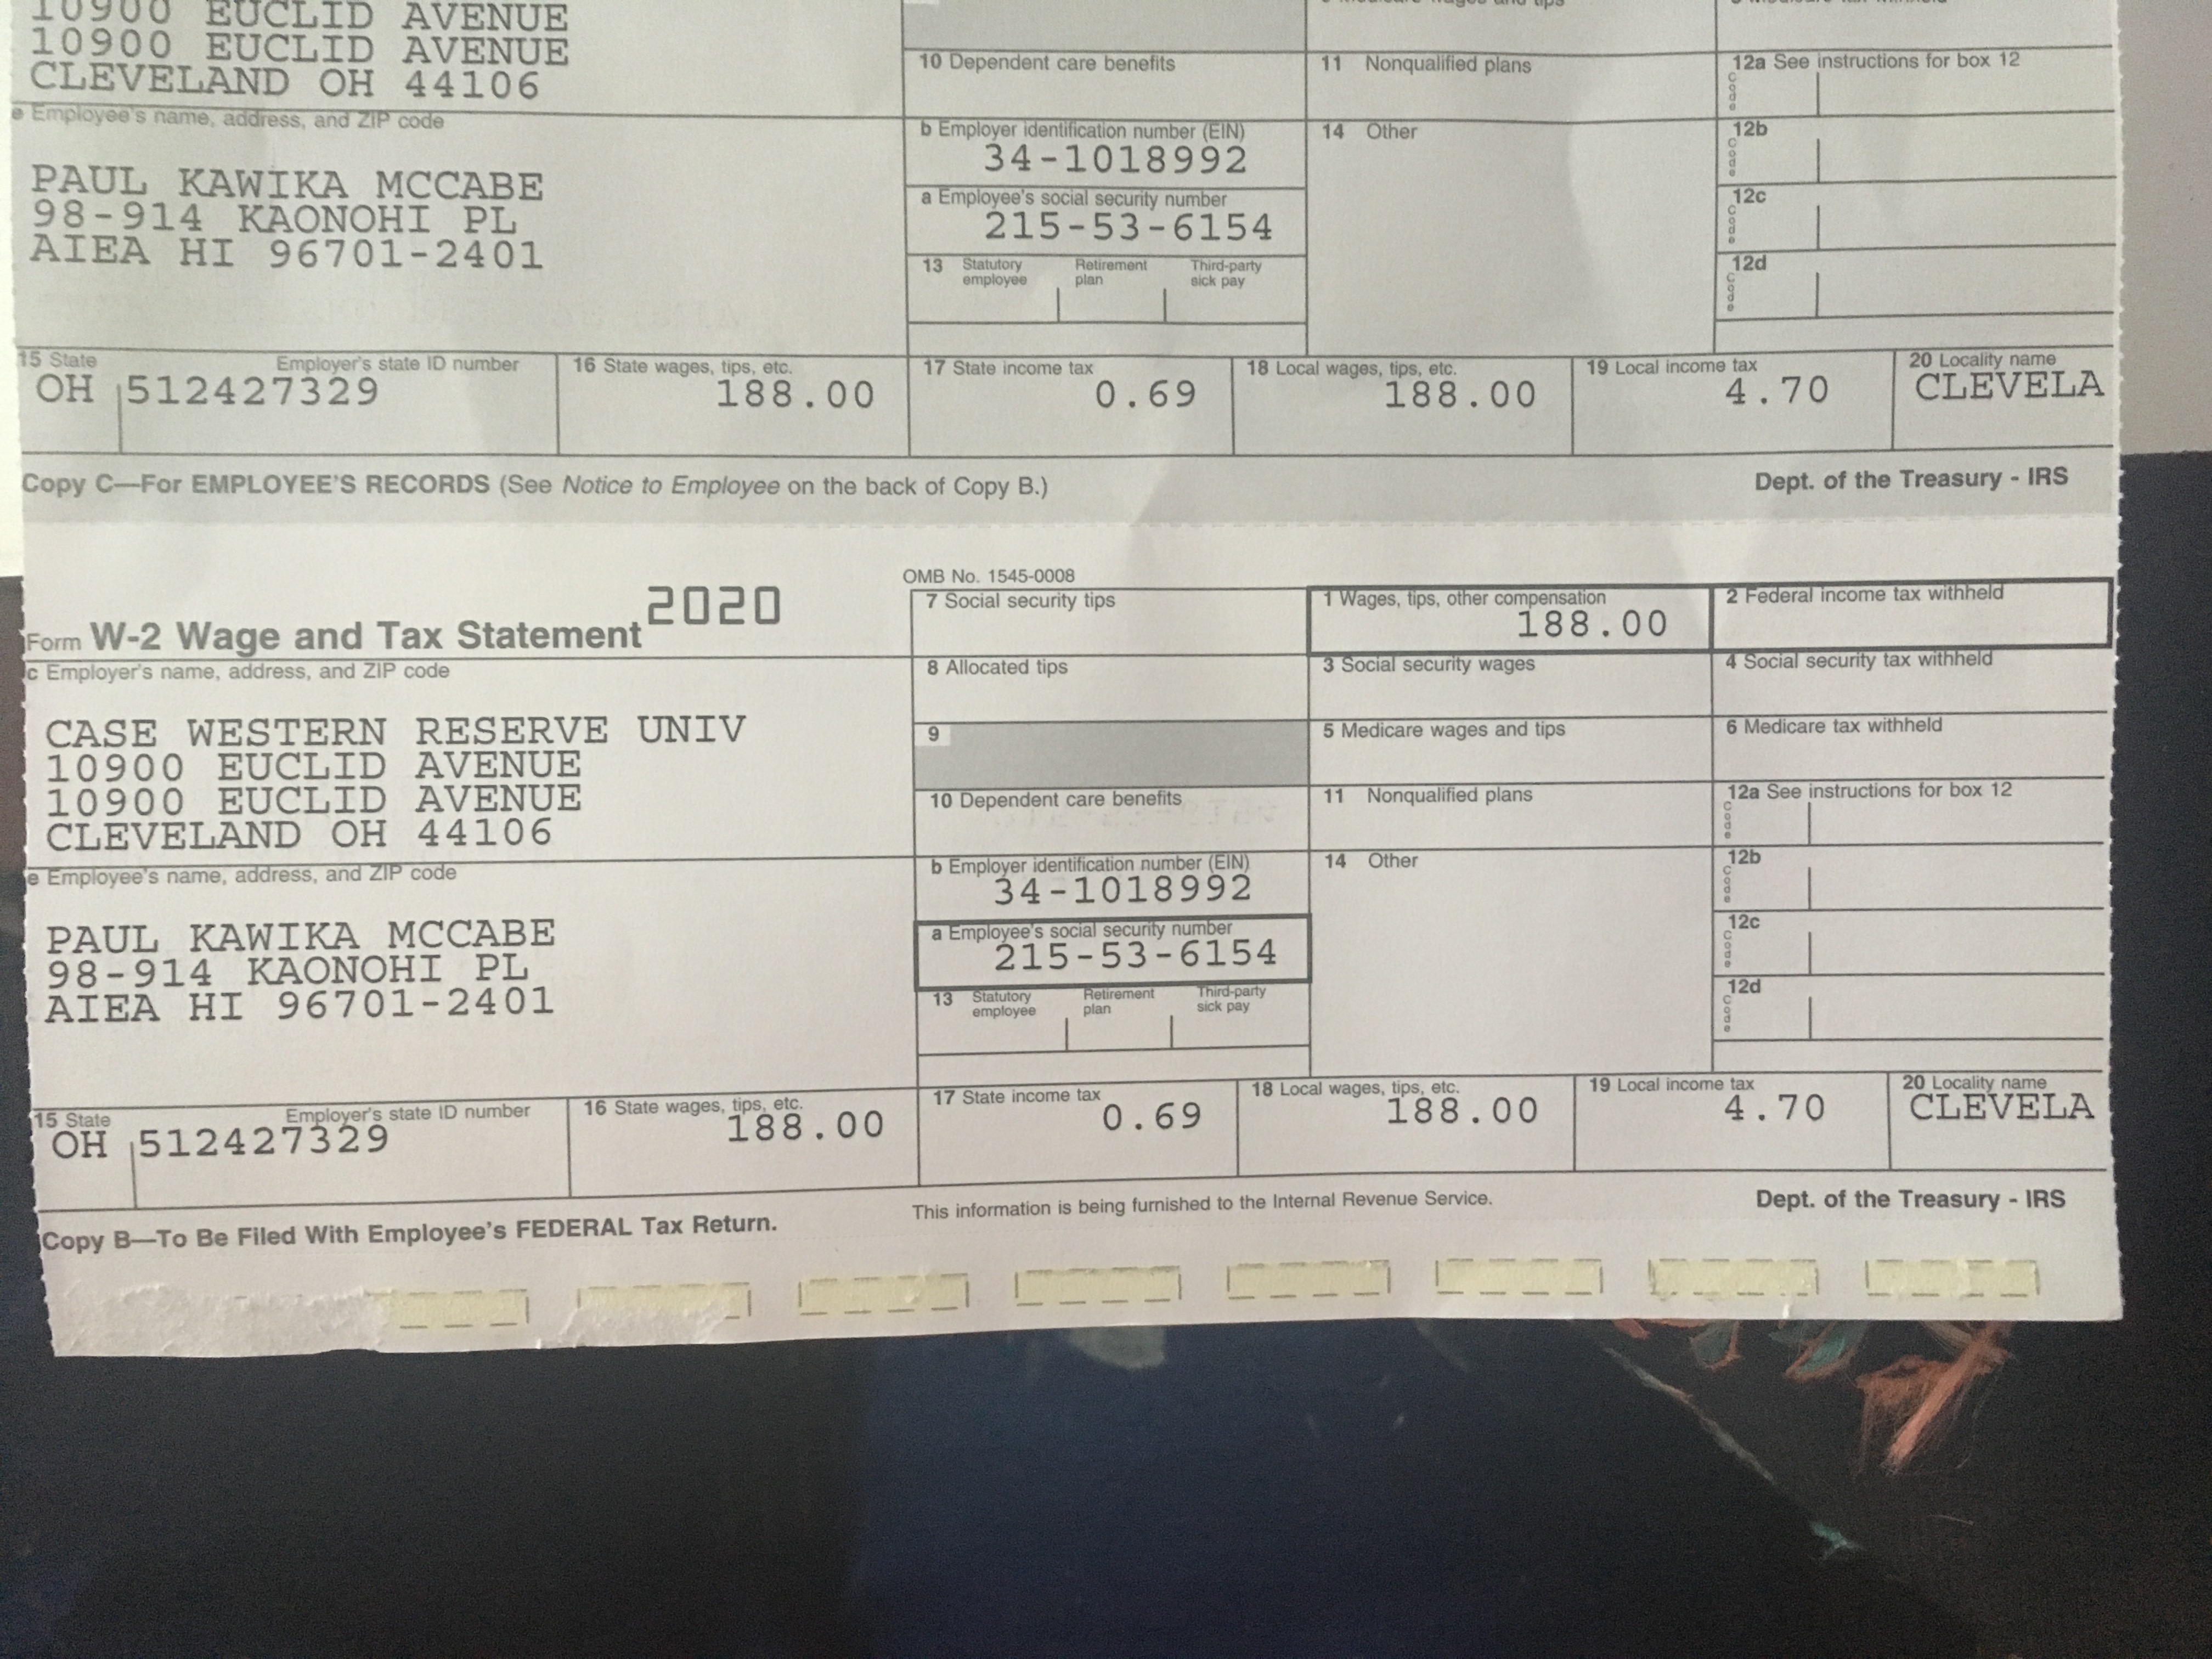 10900 EUCLID AVENUE
10900 EUCLID AVENUE
CLEVELAND OH 44106
10 Dependent care benefits
11 Nonqualified plans
12a See instructions for box 12
Code
e Employee's name, address, and ZIP code
PAUL KAWIKA MCCABE
98-914 KAONOHI PL
AIEA HI 96701-2401
b Employer identification number (EIN)
34-1018992
14 Other
12b
Code
a Employee's social security number
215-53-6154
12c
Code
13 Statutory employee Retirement plan Third-party sick pay
12d
Code
15 State Employer's state ID number
OH 512427329
16 State wages, tips, etc.
188.00
17 State income tax
0.69
18 Local wages, tips, etc.
188.00
19 Local income tax
4.70
20 Locality name
CLEVELA
Copy C—For EMPLOYEE'S RECORDS (See Notice to Employee on the back of Copy B.)
Dept. of the Treasury - IRS
OMB No. 1545-0008
Form W-2 Wage and Tax Statement 2020
7 Social security tips
1 Wages, tips, other compensation
188.00
2 Federal income tax withheld
c Employer's name, address, and ZIP code
8 Allocated tips
3 Social security wages
4 Social security tax withheld
CASE WESTERN RESERVE UNIV
10900 EUCLID AVENUE
10900 EUCLID AVENUE
CLEVELAND OH 44106
9
5 Medicare wages and tips
6 Medicare tax withheld
10 Dependent care benefits
11 Nonqualified plans
12a See instructions for box 12
Code
e Employee's name, address, and ZIP code
PAUL KAWIKA MCCABE
98-914 KAONOHI PL
AIEA HI 96701-2401
b Employer identification number (EIN)
34-1018992
14 Other
12b
Code
a Employee's social security number
215-53-6154
12c
Code
13 Statutory employee Retirement plan Third-party sick pay
12d
Code
15 State Employer's state ID number
OH 512427329
16 State wages, tips, etc.
188.00
17 State income tax
0.69
18 Local wages, tips, etc.
188.00
19 Local income tax
4.70
20 Locality name
CLEVELA
Copy B—To Be Filed With Employee's FEDERAL Tax Return.
This information is being furnished to the Internal Revenue Service.
Dept. of the Treasury - IRS